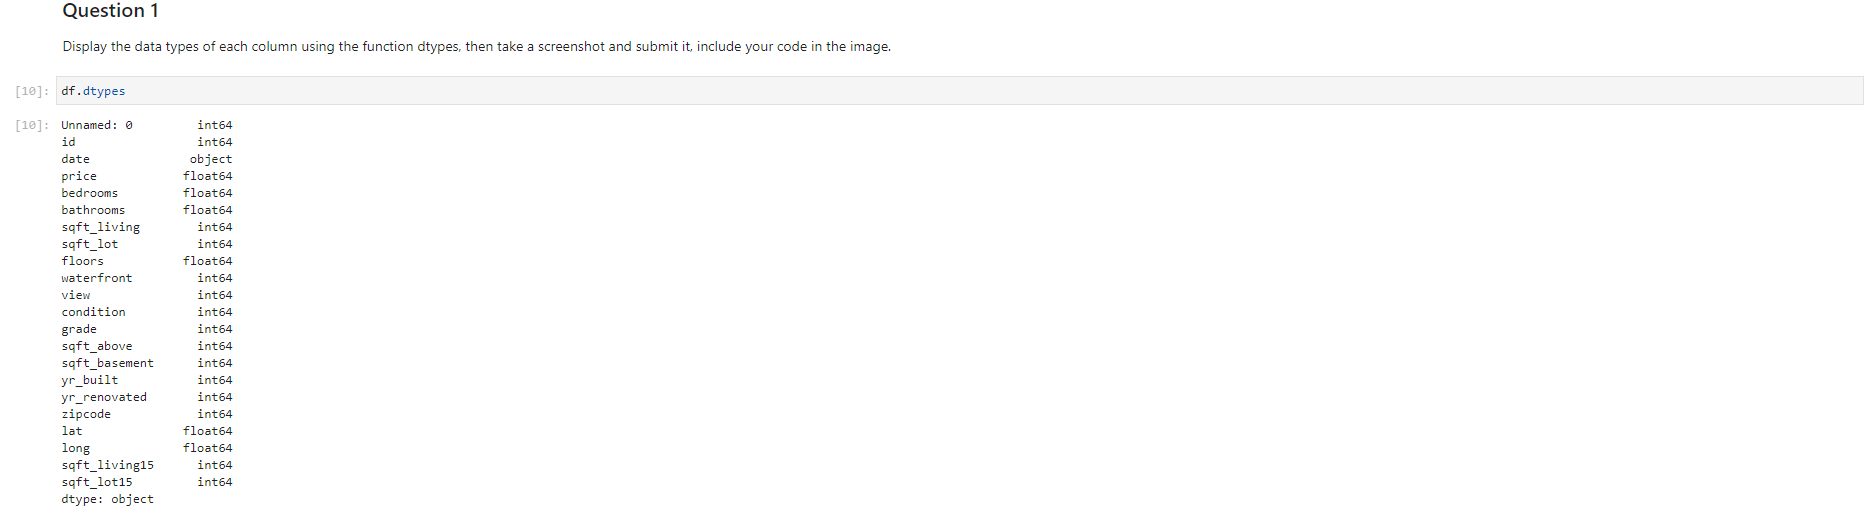 Question 1
Display the data types of each column using the function dtypes, then take a screenshot and submit it, include your code in the image.
[10]: df.dtypes
[10]: Unnamed: 0 int64
id int64
date object
price float64
bedrooms float64
bathrooms float64
sqft_living int64
sqft_lot int64
floors float64
waterfront int64
view int64
condition int64
grade int64
sqft_above int64
sqft_basement int64
yr_built int64
yr_renovated int64
zipcode int64
lat float64
long float64
sqft_living15 int64
sqft_lot15 int64
dtype: object